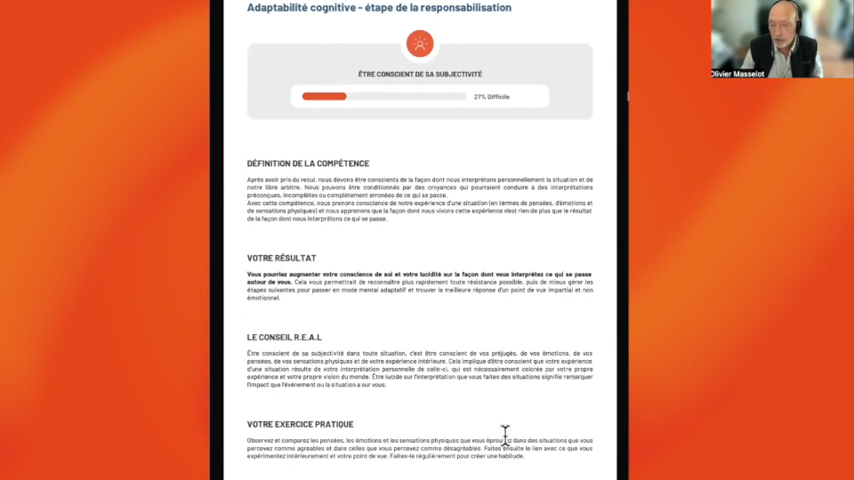 Adaptabilité cognitive - étape de la responsabilisation
ÊTRE CONSCIENT DE SA SUBJECTIVITÉ
27% Difficile
DÉFINITION DE LA COMPÉTENCE
Après avoir pris du recul, nous devons être conscients de la façon dont nous interprétons personnellement la situation et de
notre libre arbitre. Nous pouvons être conditionnés par des croyances qui pourraient conduire à des interprétations
préconçues, incomplètes ou complètement erronées de ce qui se passe.
Avec cette compétence, nous prenons conscience de notre expérience d'une situation (en termes de pensées, d'émotions et
de sensations physiques) et nous apprenons que la façon dont nous vivons cette expérience n'est rien de plus que le résultat
de la façon dont nous interprétons ce qui se passe.
VOTRE RÉSULTAT
Vous pourriez augmenter votre conscience de soi et votre lucidité sur la façon dont vous interprétez ce qui se passe
autour de vous. Cela vous permettrait de reconnaître plus rapidement toute résistance possible, puis de mieux gérer les
étapes suivantes pour passer en mode mental adaptatif et trouver la meilleure réponse d'un point de vue impartial et non
émotionnel.
LE CONSEIL R.E.A.L
Être conscient de sa subjectivité dans toute situation, c'est être conscient de vos préjugés, de vos émotions, de vos
pensées, de vos sensations physiques et de votre expérience intérieure. Cela implique d'être conscient que votre expérience
d'une situation résulte de votre interprétation personnelle de celle-ci, qui est nécessairement colorée par votre propre
expérience et votre propre vision du monde. Être lucide sur l'interprétation que vous faites des situations signifie remarquer
l'impact que l'événement ou la situation a sur vous.
VOTRE EXERCICE PRATIQUE
Observez et comparez les pensées, les émotions et les sensations physiques que vous éprouvez dans des situations que vous
percevez comme agréables et dans celles que vous percevez comme désagréables. Faites ensuite le lien avec ce que vous
expérimentez intérieurement et votre point de vue. Faites-le régulièrement pour créer une habitude.
Olivier Masselot